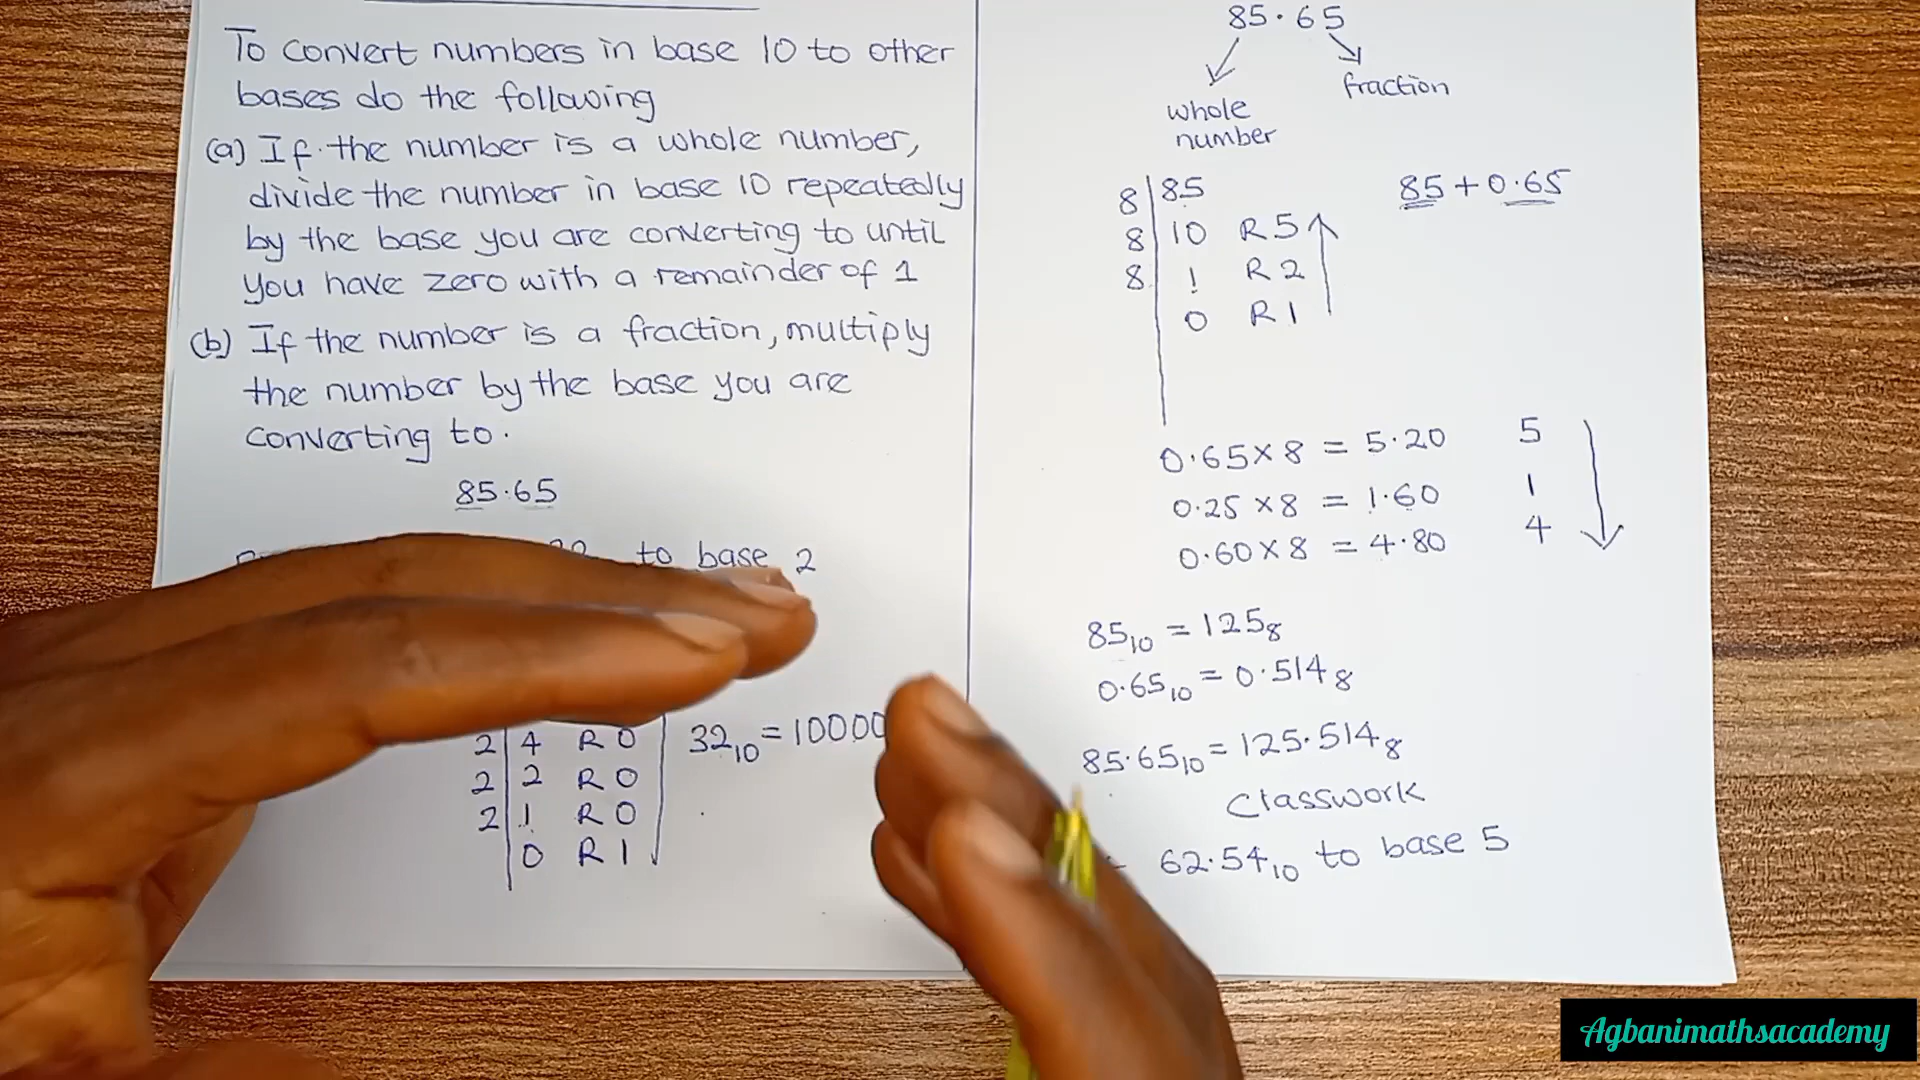 To convert numbers in base 10 to other
bases do the following
(a) If the number is a whole number,
divide the number in base 10 repeatedly
by the base you are converting to until
you have zero with a remainder of 1
(b) If the number is a fraction, multiply
the number by the base you are
converting to.
85.65
to base 2
2 4 R 0
2 2 R 0
2 1 R 0
0 R 1
32₁₀ = 10000
85.65
whole
number
fraction
8 85
8 10 R 5
8 1 R 2
0 R 1
85 + 0.65
0.65 x 8 = 5.20 5
0.25 x 8 = 1.60 1
0.60 x 8 = 4.80 4
85₁₀ = 125₈
0.65₁₀ = 0.514₈
85.65₁₀ = 125.514₈
Classwork
62.54₁₀ to base 5
Agbanimathsacademy